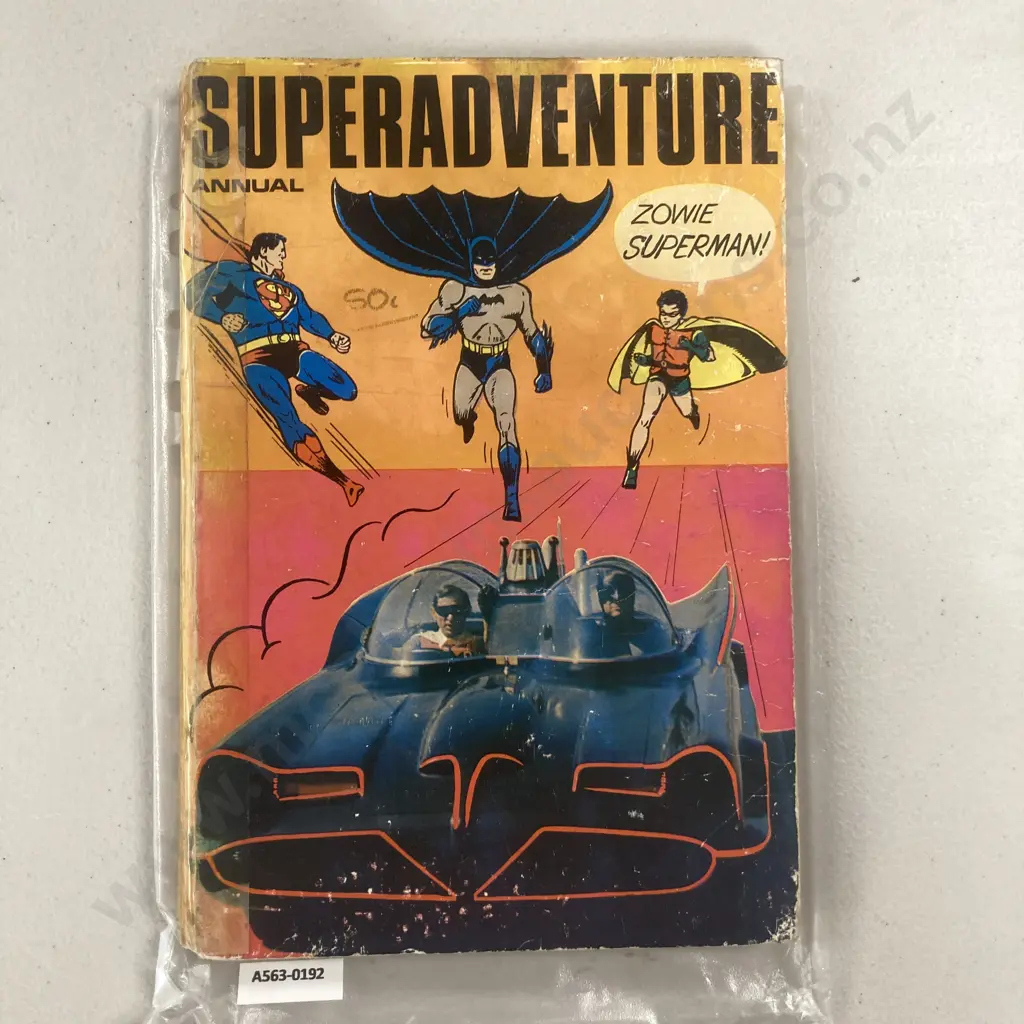 SUPERADVENTURE
ANNUAL
ZOWIE
SUPERMAN!
50c
A563-0192